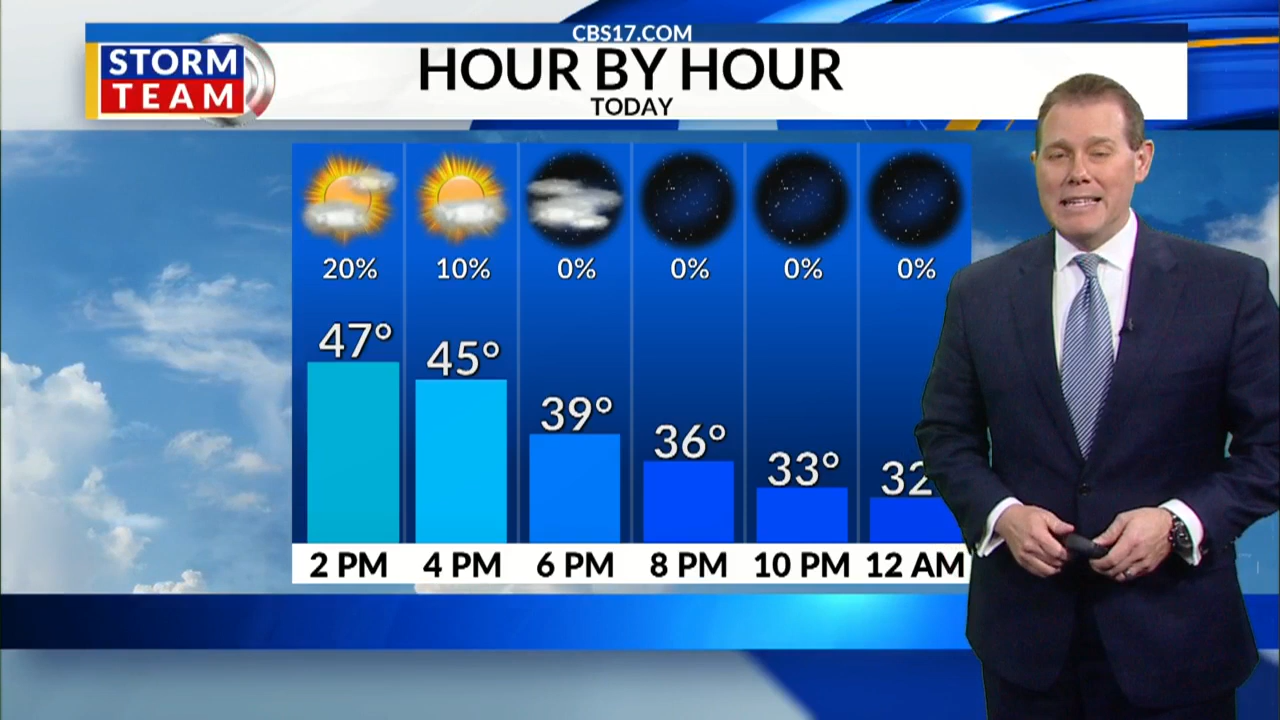 CBS17.COM
STORM
TEAM
HOUR BY HOUR
TODAY
20% 10% 0% 0% 0% 0%
47° 45° 39° 36° 33° 32
2 PM 4 PM 6 PM 8 PM 10 PM 12 AM